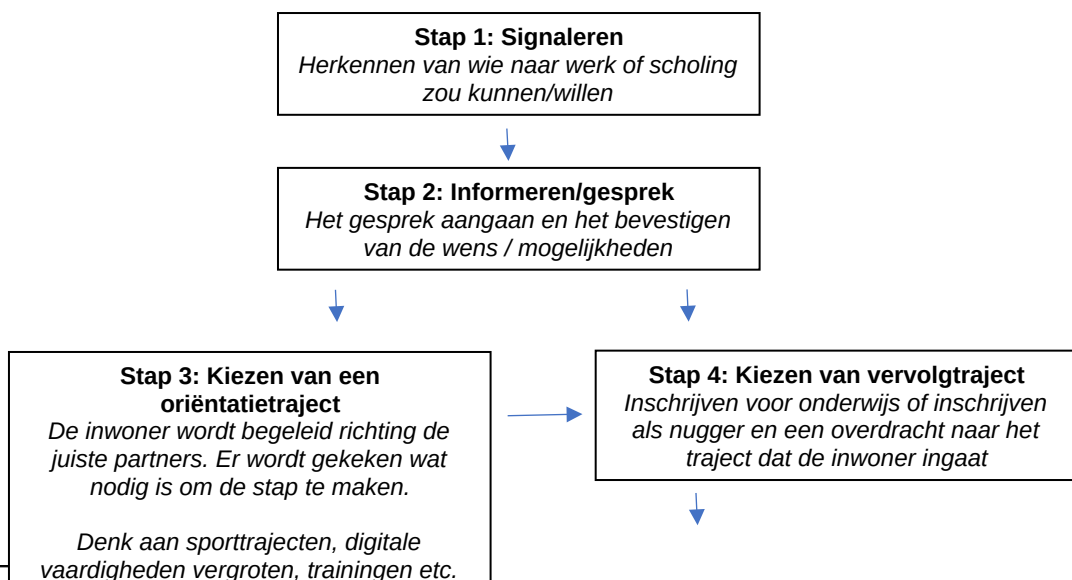 Stap 1: Signaleren
Herkennen van wie naar werk of scholing
zou kunnen/willen
Stap 2: Informeren/gesprek
Het gesprek aangaan en het bevestigen
van de wens / mogelijkheden
Stap 3: Kiezen van een
oriëntatietraject
De inwoner wordt begeleid richting de
juiste partners. Er wordt gekeken wat
nodig is om de stap te maken.
Denk aan sporttrajecten, digitale
vaardigheden vergroten, trainingen etc.
Stap 4: Kiezen van vervolgtraject
Inschrijven voor onderwijs of inschrijven
als nugger en een overdracht naar het
traject dat de inwoner ingaat